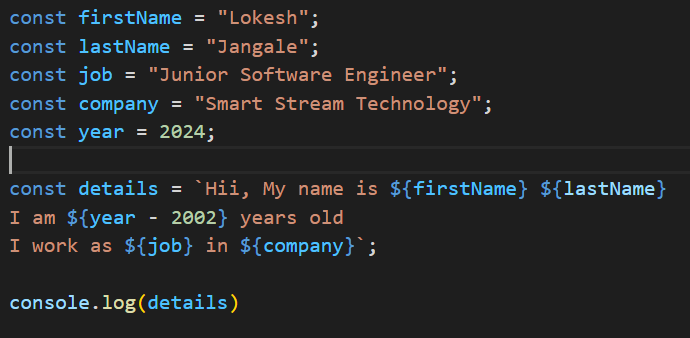 const firstName = "Lokesh";
const lastName = "Jangale";
const job = "Junior Software Engineer";
const company = "Smart Stream Technology";
const year = 2024;
const details = `Hii, My name is ${firstName} ${lastName}
I am ${year - 2002} years old
I work as ${job} in ${company}`;
console.log(details)